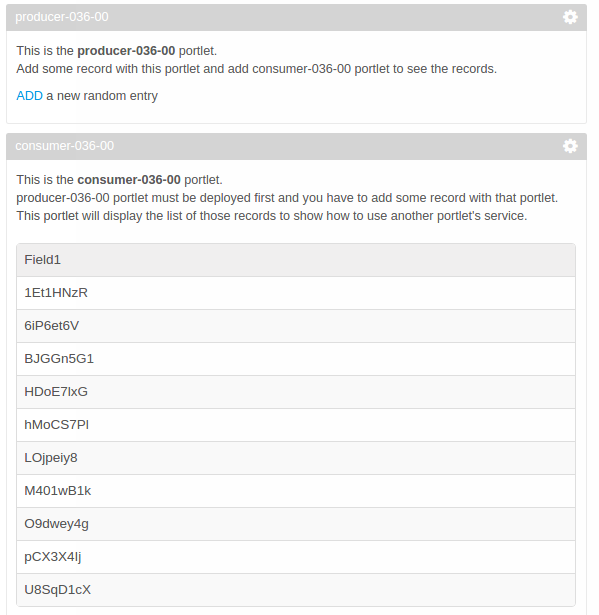 producer-036-00
This is the producer-036-00 portlet.
Add some record with this portlet and add consumer-036-00 portlet to see the records.
ADD a new random entry
consumer-036-00
This is the consumer-036-00 portlet.
producer-036-00 portlet must be deployed first and you have to add some record with that portlet.
This portlet will display the list of those records to show how to use another portlet's service.
Field1
1Et1HNzR
6iP6et6V
BJGGn5G1
HDoE7lxG
hMoCS7Pl
LOjpeiy8
M401wB1k
O9dwey4g
pCX3X4lj
U8SqD1cX